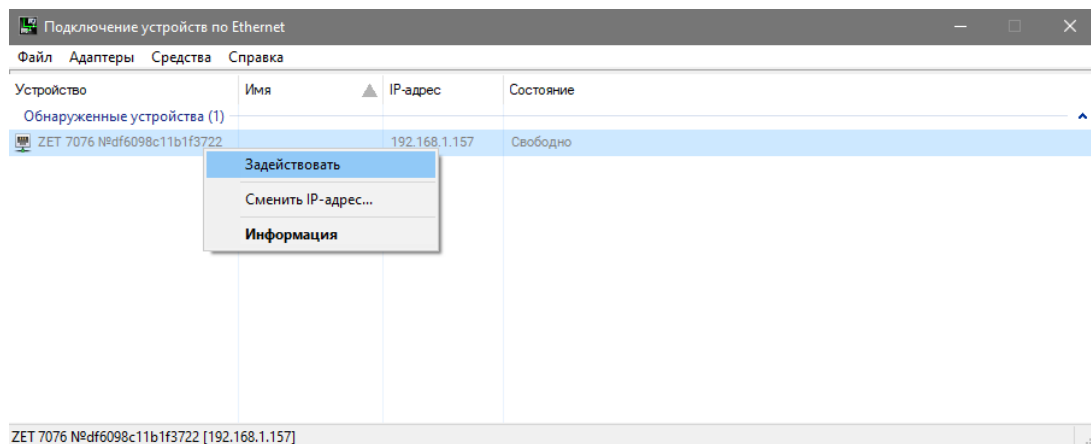 Подключение устройств по Ethernet
Файл Адаптеры Средства Справка
Устройство Имя IP-адрес Состояние
Обнаруженные устройства (1)
ZET 7076 №df6098c11b1f3722 192.168.1.157 Свободно
Задействовать
Сменить IP-адрес...
Информация
ZET 7076 №df6098c11b1f3722 [192.168.1.157]